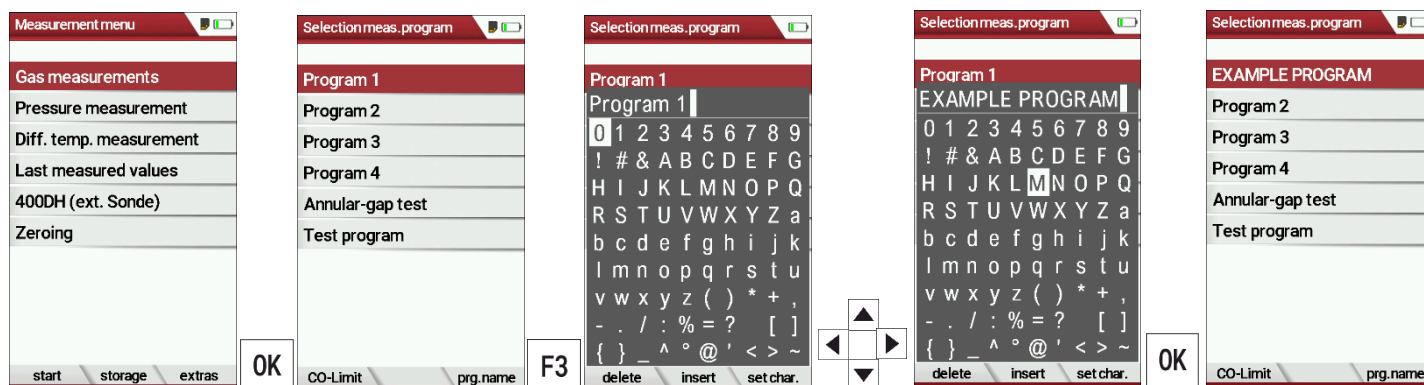 Measurement menu
Gas measurements
Pressure measurement
Diff. temp. measurement
Last measured values
400DH (ext. Sonde)
Zeroing
start storage extras
OK
Selection meas. program
Program 1
Program 2
Program 3
Program 4
Annular-gap test
Test program
CO-Limit prg.name
F3
Selection meas. program
Program 1
Program 1
0 1 2 3 4 5 6 7 8 9
! # & A B C D E F G
H I J K L M N O P Q
R S T U V W X Y Z a
b c d e f g h i j k
l m n o p q r s t u
v w x y z ( ) * + ,
- . / : % = ? [ ]
{ } _ ^ ° @ ' < > ~
delete insert set char.
Selection meas. program
Program 1
EXAMPLE PROGRAM
0 1 2 3 4 5 6 7 8 9
! # & A B C D E F G
H I J K L M N O P Q
R S T U V W X Y Z a
b c d e f g h i j k
l m n o p q r s t u
v w x y z ( ) * + ,
- . / : % = ? [ ]
{ } _ ^ ° @ ' < > ~
delete insert set char.
OK
Selection meas. program
EXAMPLE PROGRAM
Program 2
Program 3
Program 4
Annular-gap test
Test program
CO-Limit prg.name